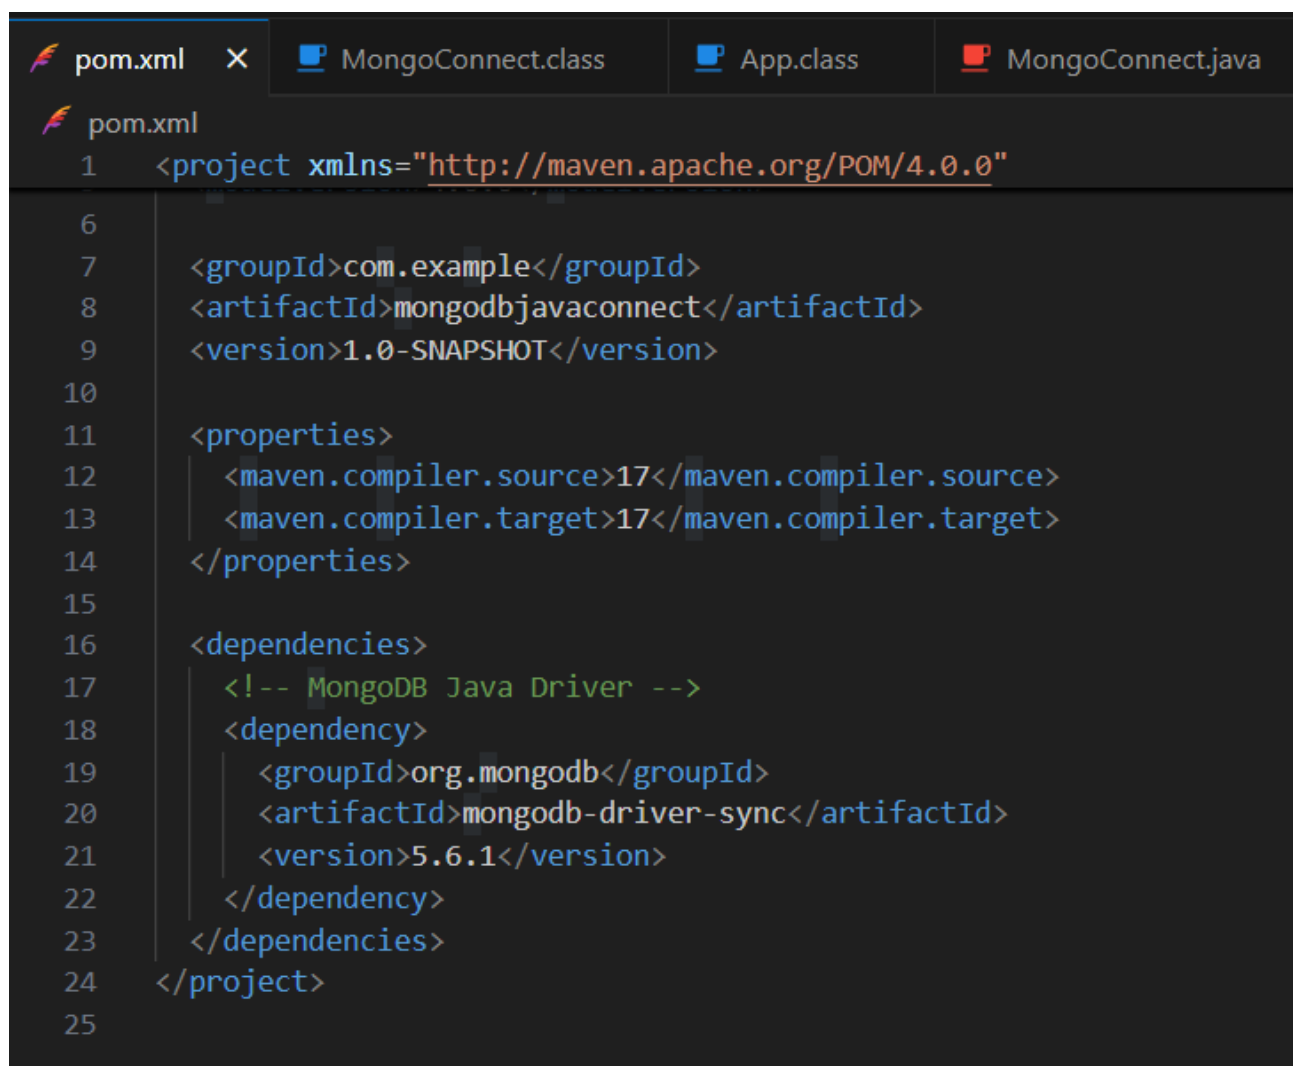 pom.xml MongoConnect.class App.class MongoConnect.java
pom.xml
1 <project xmlns="http://maven.apache.org/POM/4.0.0"
6
7 <groupId>com.example</groupId>
8 <artifactId>mongodbjavaconnect</artifactId>
9 <version>1.0-SNAPSHOT</version>
10
11 <properties>
12 <maven.compiler.source>17</maven.compiler.source>
13 <maven.compiler.target>17</maven.compiler.target>
14 </properties>
15
16 <dependencies>
17 <!-- MongoDB Java Driver -->
18 <dependency>
19 <groupId>org.mongodb</groupId>
20 <artifactId>mongodb-driver-sync</artifactId>
21 <version>5.6.1</version>
22 </dependency>
23 </dependencies>
24 </project>
25